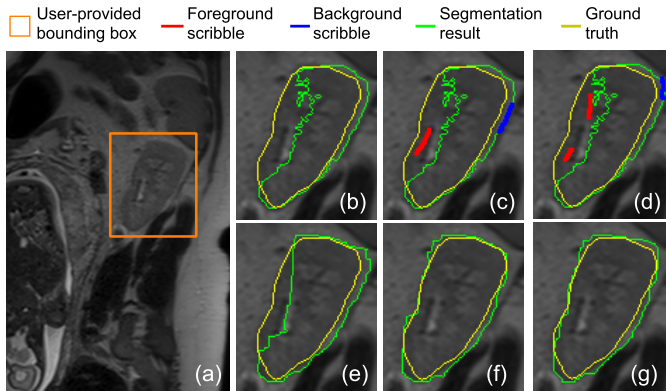 User-provided bounding box
Foreground scribble
Background scribble
Segmentation result
Ground truth
(a)
(b)
(c)
(d)
(e)
(f)
(g)